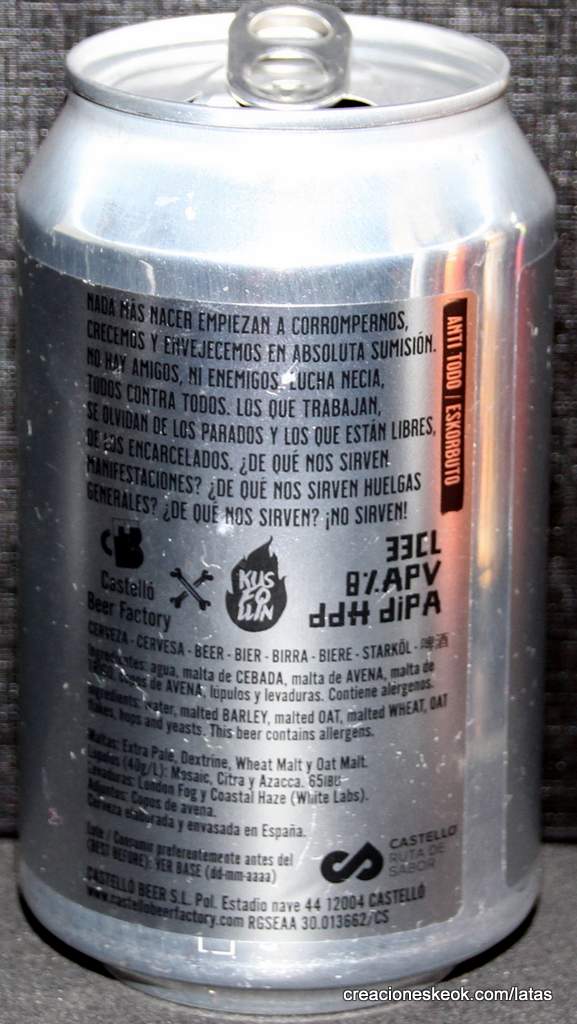 NADA MÁS NACER EMPIEZAN A CORROMPERNOS,
CRECEMOS Y ENVEJECEMOS EN ABSOLUTA SUMISIÓN.
NO HAY AMIGOS, NI ENEMIGOS. LUCHA NECIA,
TODOS CONTRA TODOS. LOS QUE TRABAJAN,
SE OLVIDAN DE LOS PARADOS Y LOS QUE ESTÁN LIBRES,
DE LOS ENCARCELADOS. ¿DE QUÉ NOS SIRVEN
MANIFESTACIONES? ¿DE QUÉ NOS SIRVEN HUELGAS
GENERALES? ¿DE QUÉ NOS SIRVEN? ¡NO SIRVEN!
ANTI TODO / ESKORBUTO
Castelló
Beer Factory
KUS
FO
LLIN
33CL
8%APV
ddH diPA
CERVEZA - CERVESA - BEER - BIER - BIRRA - BIERE - STARKÖL - 啤酒
Ingredientes: agua, malta de CEBADA, malta de AVENA, malta de
TRIGO, copos de AVENA, lúpulos y levaduras. Contiene alérgenos.
Ingredients: water, malted BARLEY, malted OAT, malted WHEAT, OAT
flakes, hops and yeasts. This beer contains allergens.
Maltas: Extra Pale, Dextrine, Wheat Malt y Oat Malt.
Lúpulos (40g/L): Mosaic, Citra y Azacca. 65IBU
Levaduras: London Fog y Coastal Haze (White Labs).
Adjuntos: Copos de avena.
Cerveza elaborada y envasada en España.
Lote / Consumir preferentemente antes del
(BEST BEFORE): VER BASE (dd-mm-aaaa)
CASTELLÓ
RUTA DE
SABOR
CASTELLÓ BEER S.L. Pol. Estadio nave 44 12004 CASTELLÓ
www.castellobeerfactory.com RGSEAA 30.013662/CS
creacioneskeok.com/latas